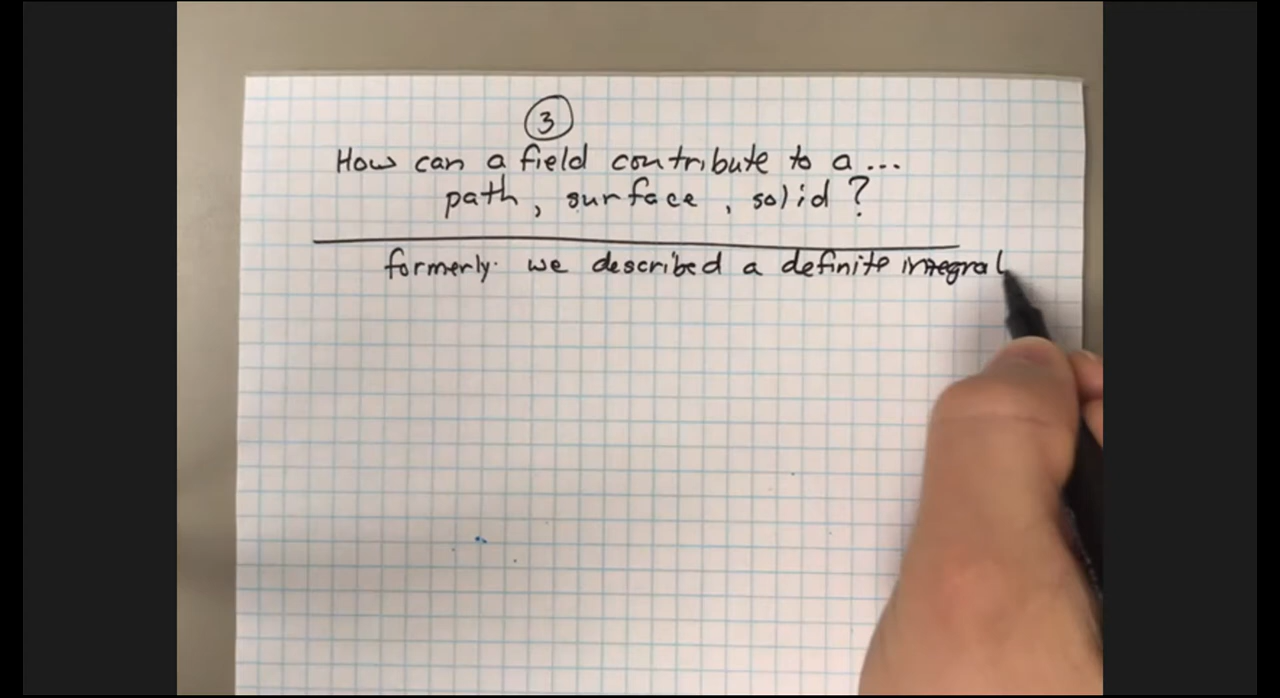 3
How can a field contribute to a ...
path, surface, solid?
formerly. we described a definite integral